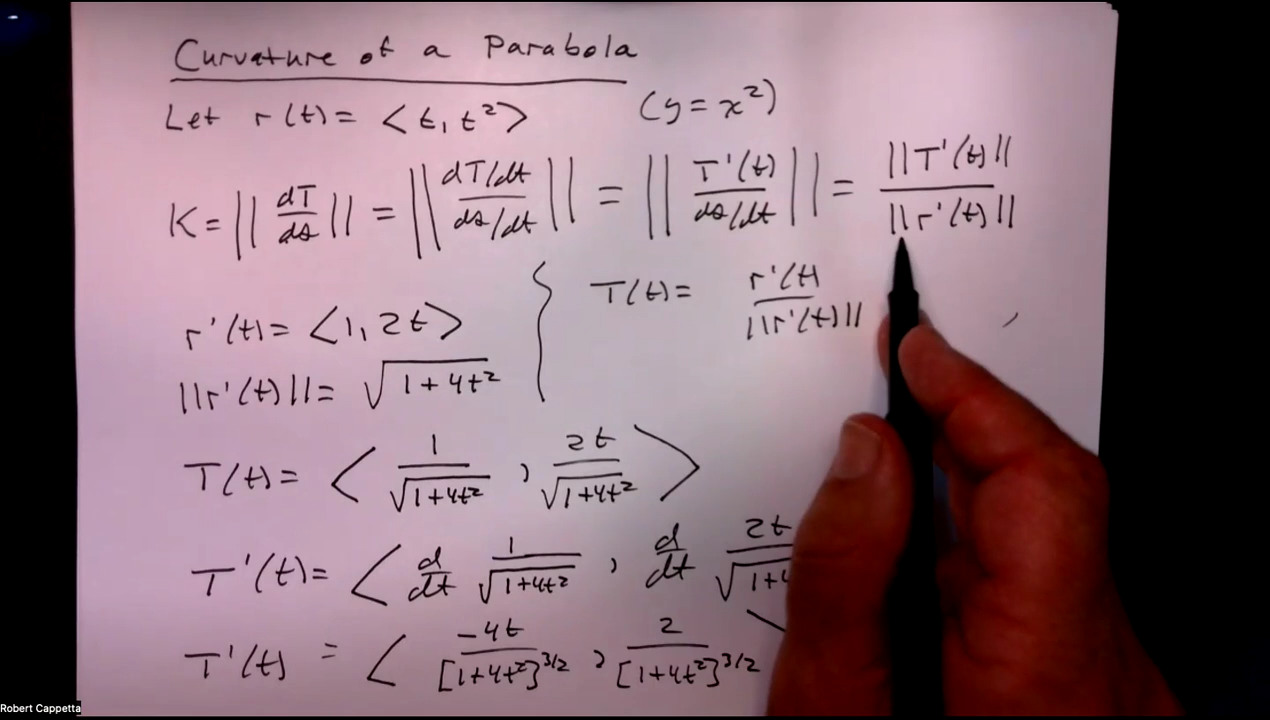 Curvature of a Parabola
Let r(t) = <t, t²> (y = x²)
K = ||dT/ds|| = ||(dT/dt)/(ds/dt)|| = ||T'(t)/(ds/dt)|| = ||T'(t)||/||r'(t)||
r'(t) = <1, 2t>
||r'(t)|| = √(1+4t²)
} T(t) = r'(t)/||r'(t)||
T(t) = <1/√(1+4t²), 2t/√(1+4t²)>
T'(t) = <d/dt 1/√(1+4t²), d/dt 2t/√(1+4
T'(t) = <-4t/[1+4t²]^3/2, 2/[1+4t²]^3/2
Robert Cappetta